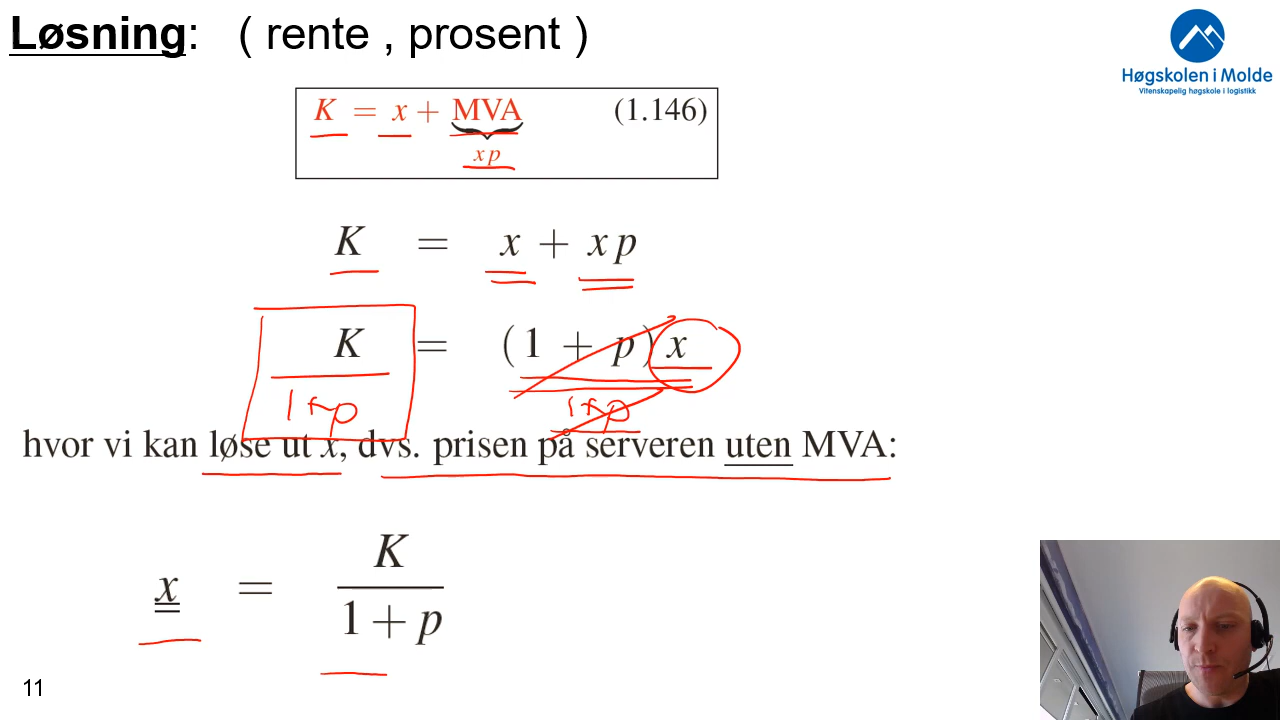 Løsning: ( rente , prosent )
Høgskolen i Molde
Vitenskapelig høgskole i logistikk
K = x + MVA (1.146)
xp
K = x + xp
K = (1 + p) x
1+p 1+p
hvor vi kan løse ut x, dvs. prisen på serveren uten MVA:
x = K
1 + p
11